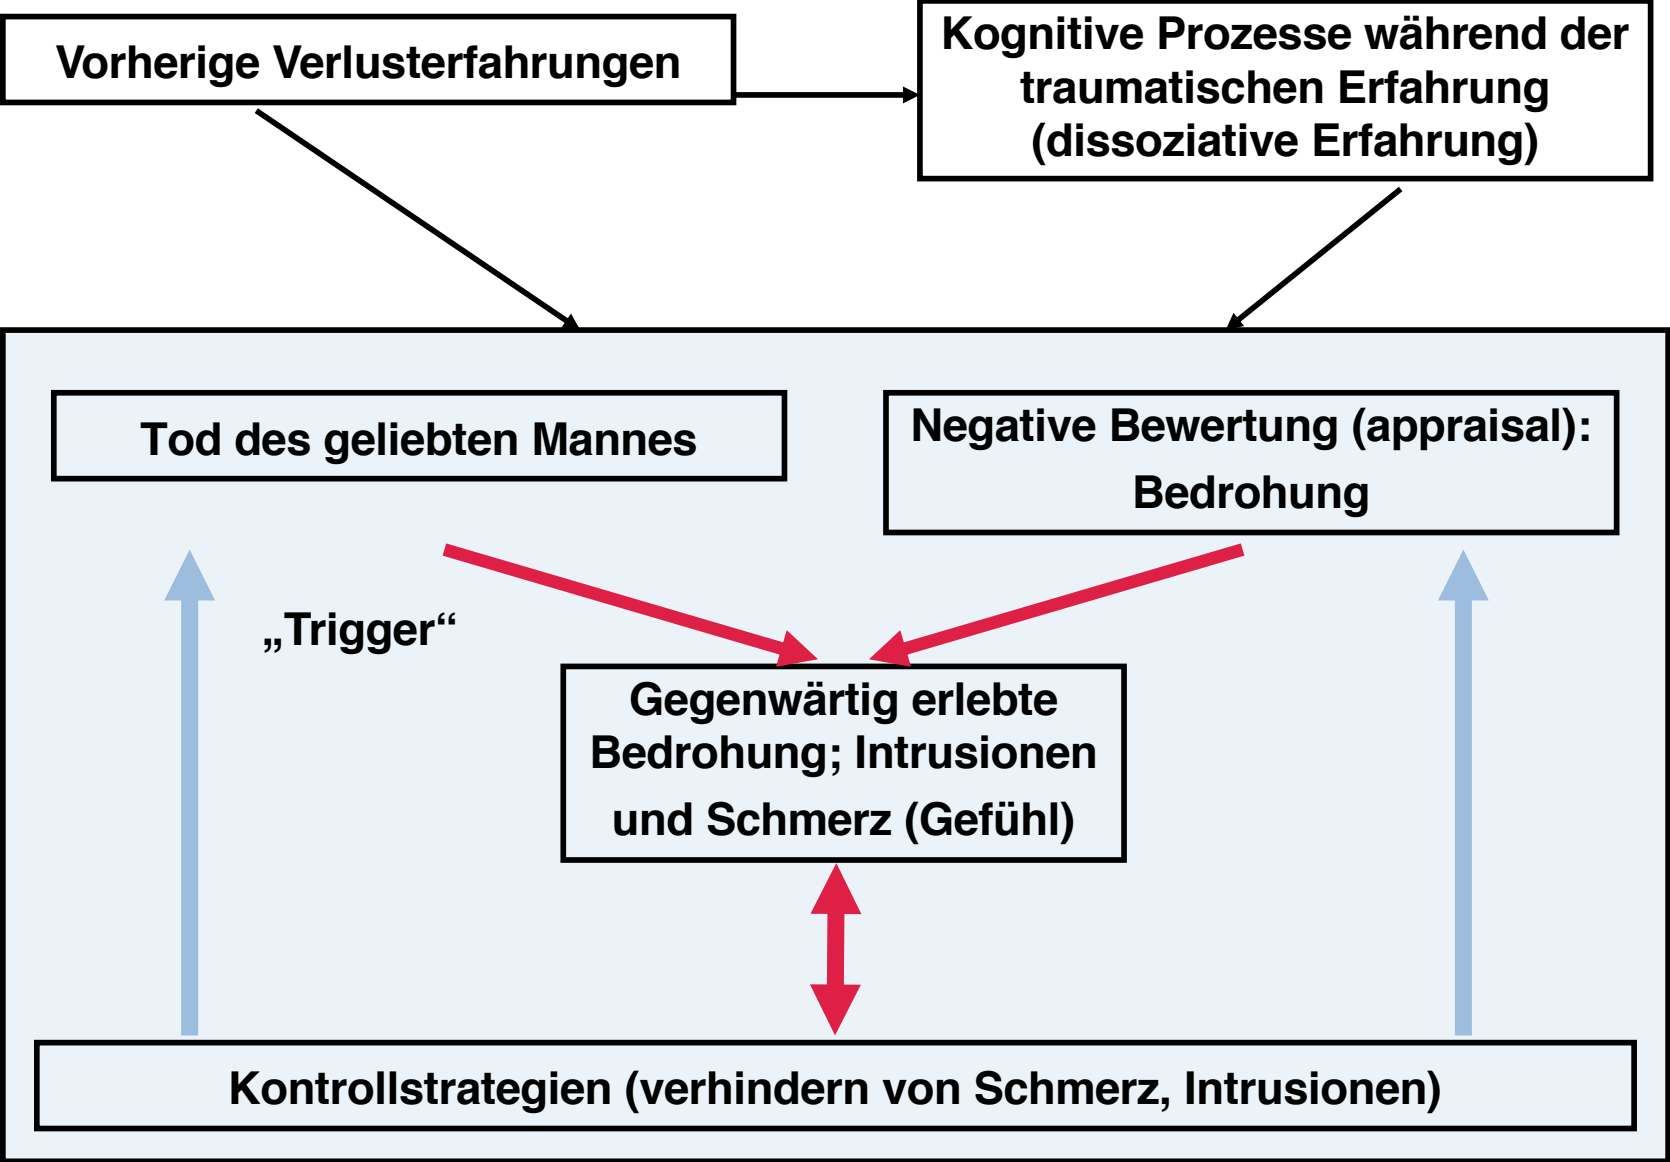 Vorherige Verlusterfahrungen
Kognitive Prozesse während der
traumatischen Erfahrung
(dissoziative Erfahrung)
Tod des geliebten Mannes
Negative Bewertung (appraisal):
Bedrohung
„Trigger“
Gegenwärtig erlebte
Bedrohung; Intrusionen
und Schmerz (Gefühl)
Kontrollstrategien (verhindern von Schmerz, Intrusionen)